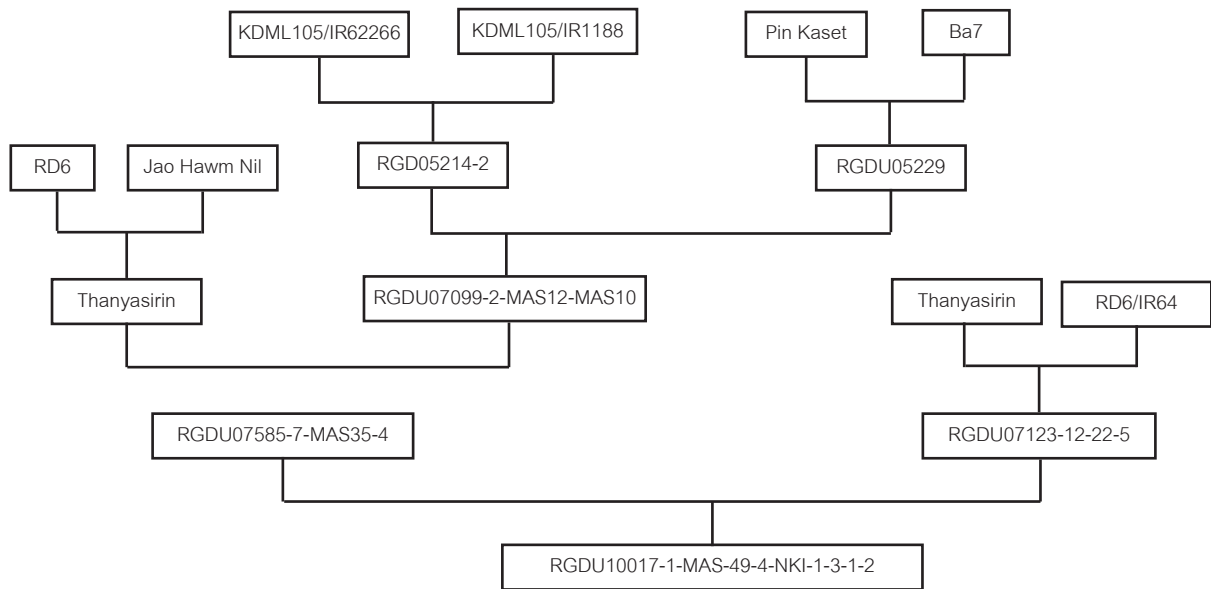 KDML105/IR62266
KDML105/IR1188
Pin Kaset
Ba7
RD6
Jao Hawm Nil
RGD05214-2
RGDU05229
Thanyasirin
RGDU07099-2-MAS12-MAS10
Thanyasirin
RD6/IR64
RGDU07585-7-MAS35-4
RGDU07123-12-22-5
RGDU10017-1-MAS-49-4-NKI-1-3-1-2